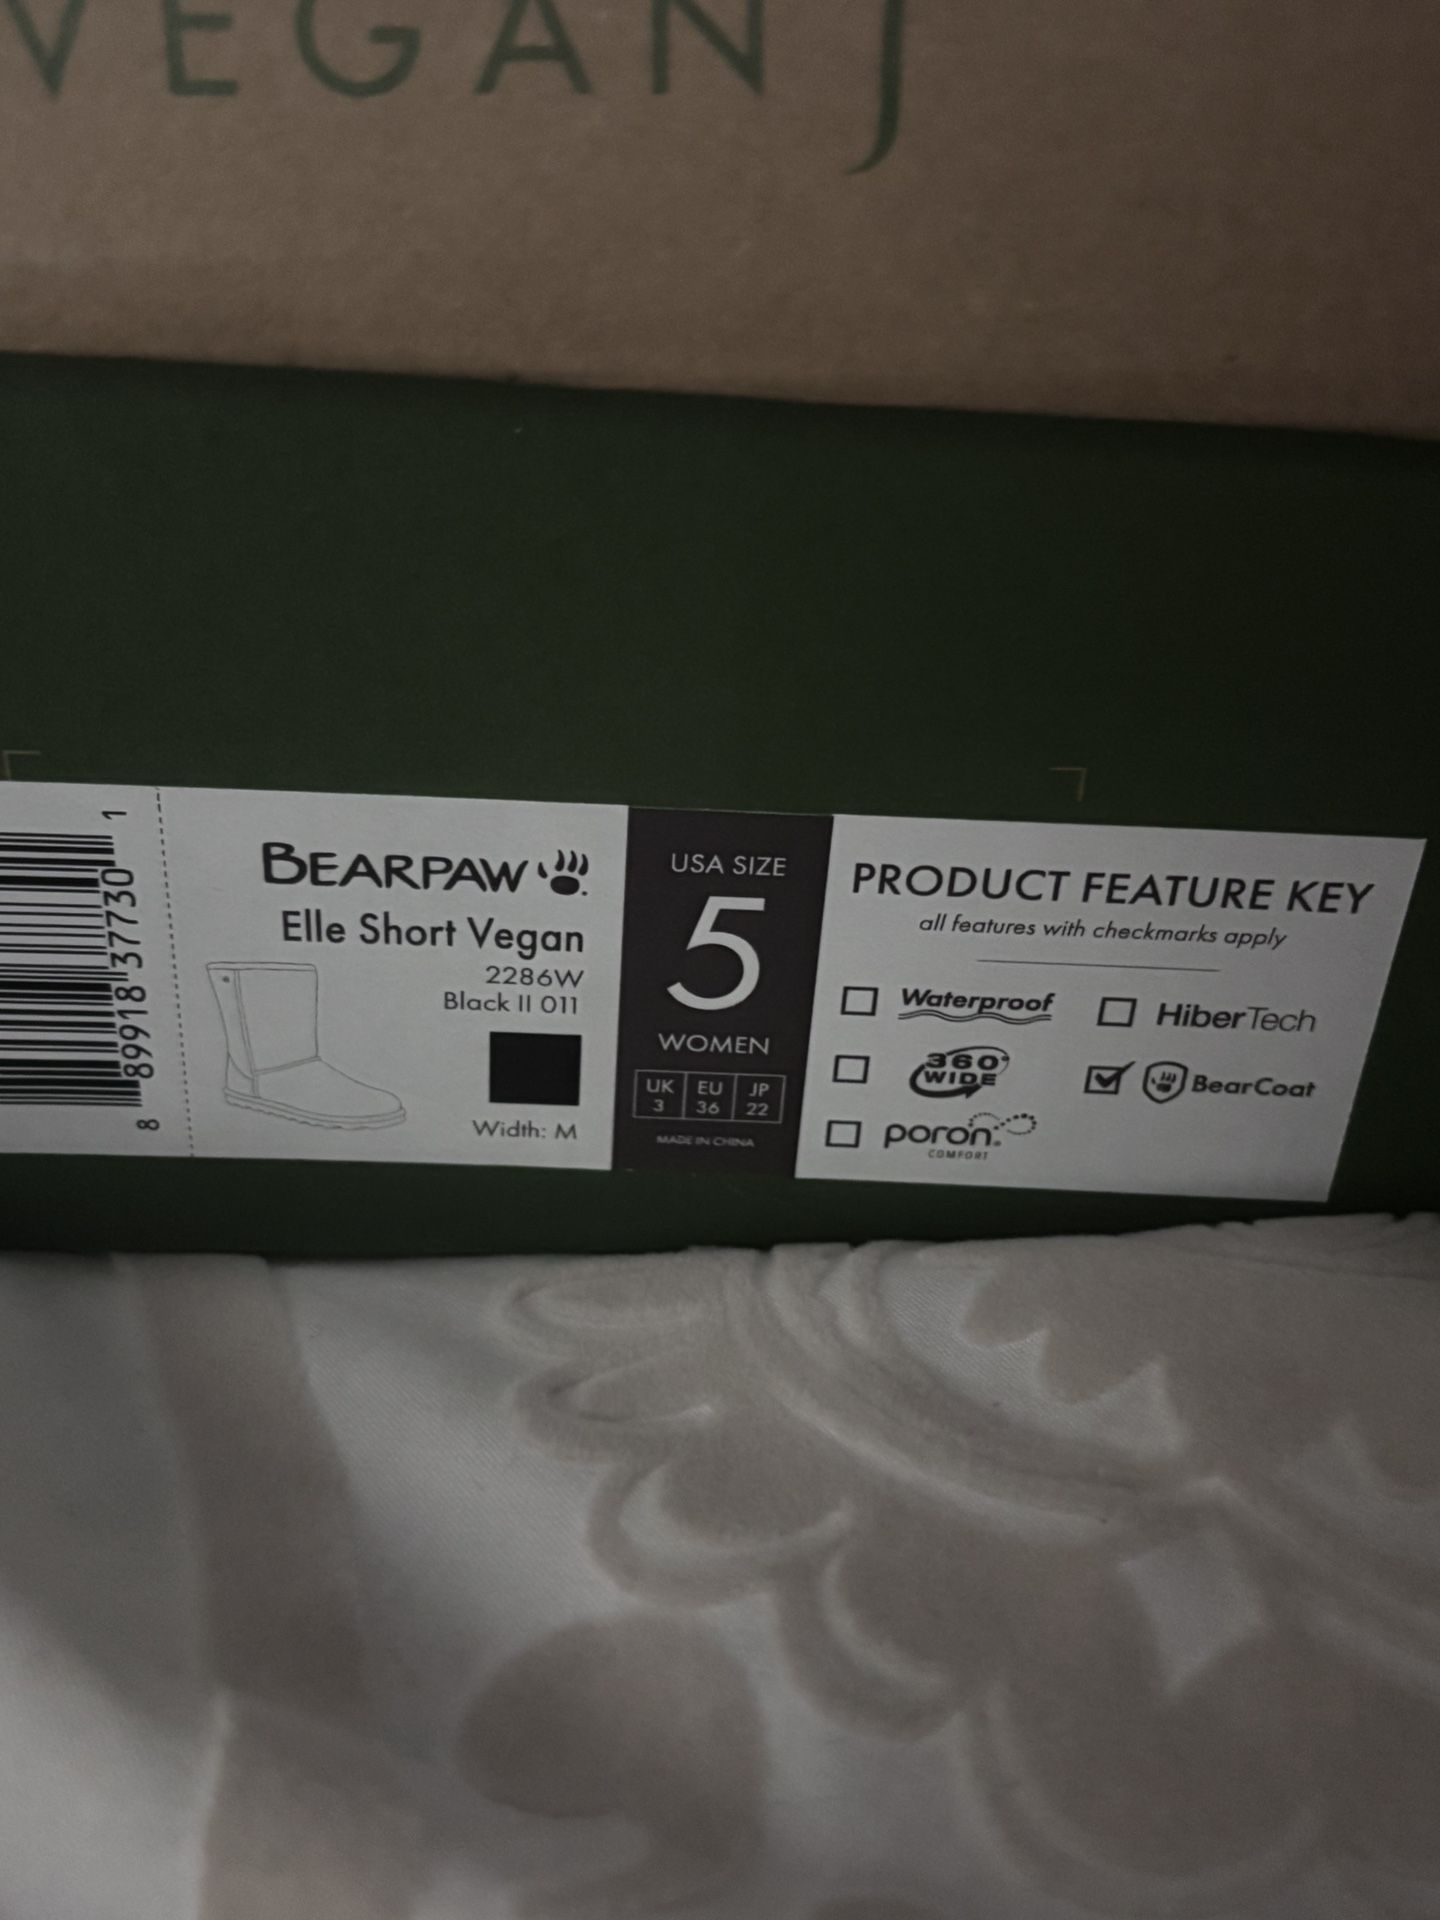 VEGAN
8 89918 37730 1
BEARPAW
Elle Short Vegan
2286W
Black II 011
Width: M
USA SIZE
5
WOMEN
UK EU JP
3 36 22
MADE IN CHINA
PRODUCT FEATURE KEY
all features with checkmarks apply
Waterproof
HiberTech
360°
WIDE
BearCoat
poron.
COMFORT